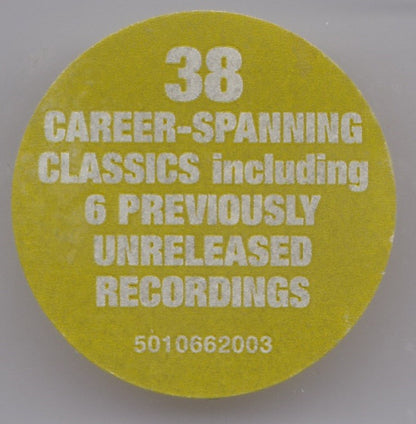 38
CAREER-SPANNING
CLASSICS including
6 PREVIOUSLY
UNRELEASED
RECORDINGS
5010662003